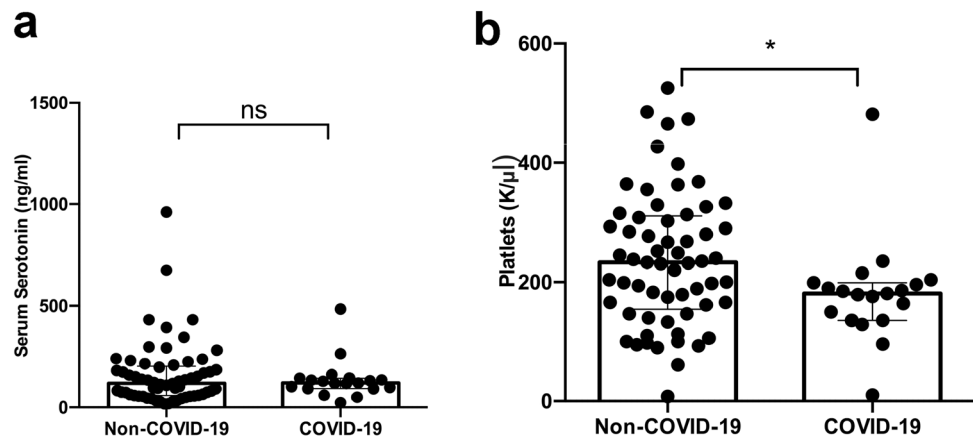 a
Serum Serotonin (ng/ml)
1500
1000
500
0
ns
Non-COVID-19
COVID-19
b
Platlets (K/µl)
600
400
200
0
*
Non-COVID-19
COVID-19